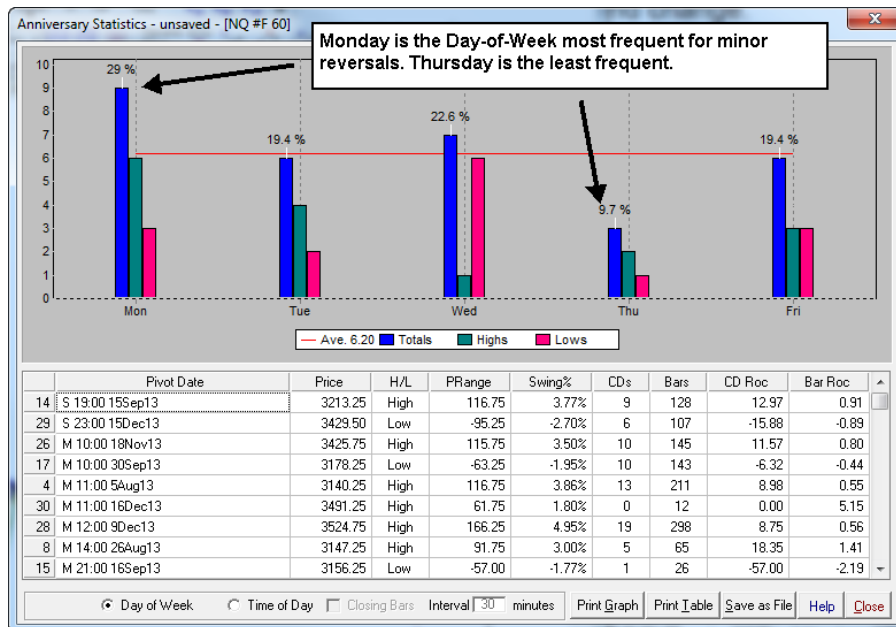 Anniversary Statistics - unsaved - [NQ #F 60]
Monday is the Day-of-Week most frequent for minor
reversals. Thursday is the least frequent.
10
9
8
7
6
5
4
3
2
1
0
29 %
19.4 %
22.6 %
9.7 %
19.4 %
Mon Tue Wed Thu Fri
Ave. 6.20 Totals Highs Lows
Pivot Date Price H/L PRange Swing% CDs Bars CD Roc Bar Roc
14 S 19:00 15Sep13 3213.25 High 116.75 3.77% 9 128 12.97 0.91
29 S 23:00 15Dec13 3429.50 Low -95.25 -2.70% 6 107 -15.88 -0.89
26 M 10:00 18Nov13 3425.75 High 115.75 3.50% 10 145 11.57 0.80
17 M 10:00 30Sep13 3178.25 Low -63.25 -1.95% 10 143 -6.32 -0.44
4 M 11:00 5Aug13 3140.25 High 116.75 3.86% 13 211 8.98 0.55
30 M 11:00 16Dec13 3491.25 High 61.75 1.80% 0 12 0.00 5.15
28 M 12:00 9Dec13 3524.75 High 166.25 4.95% 19 298 8.75 0.56
8 M 14:00 26Aug13 3147.25 High 91.75 3.00% 5 65 18.35 1.41
15 M 21:00 16Sep13 3156.25 Low -57.00 -1.77% 1 26 -57.00 -2.19
Day of Week Time of Day Closing Bars Interval 30 minutes Print Graph Print Table Save as File Help Close